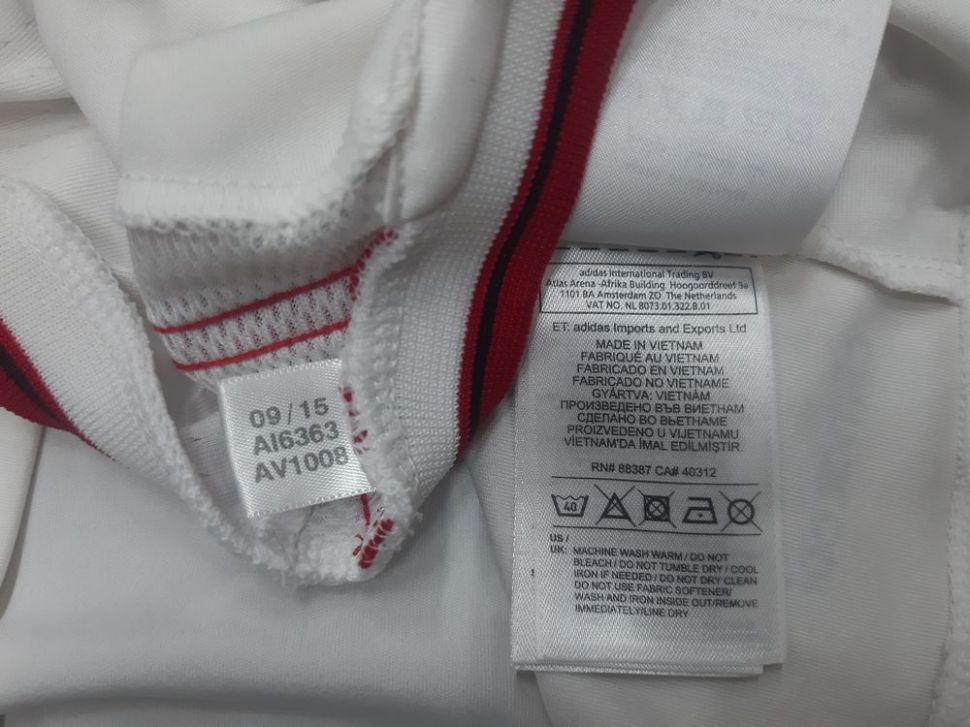 09 / 15
AI6363
AV1008
adidas International Trading BV
Atlas Arena -Afrika Building Hoogoorddreef 9a
1101 BA Amsterdam ZO The Netherlands
VAT NO. NL 8073.01.322.B.01
ET: adidas Imports and Exports Ltd
MADE IN VIETNAM
FABRIQUÉ AU VIETNAM
FABRICADO EN VIETNAM
FABRICADO NO VIETNAME
GYÁRTVA: VIETNÁM
ПРОИЗВЕДЕНО ВЪВ ВИЕТНАМ
СДЕЛАНО ВО ВЬЕТНАМЕ
PROIZVEDENO U VIJETNAMU
VİETNAM'DA İMAL EDİLMİŞTİR.
RN# 88387 CA# 40312
40
US /
UK: MACHINE WASH WARM / DO NOT
BLEACH / DO NOT TUMBLE DRY / COOL
IRON IF NEEDED / DO NOT DRY CLEAN
DO NOT USE FABRIC SOFTENER/
WASH AND IRON INSIDE OUT/REMOVE
IMMEDIATELY/LINE DRY